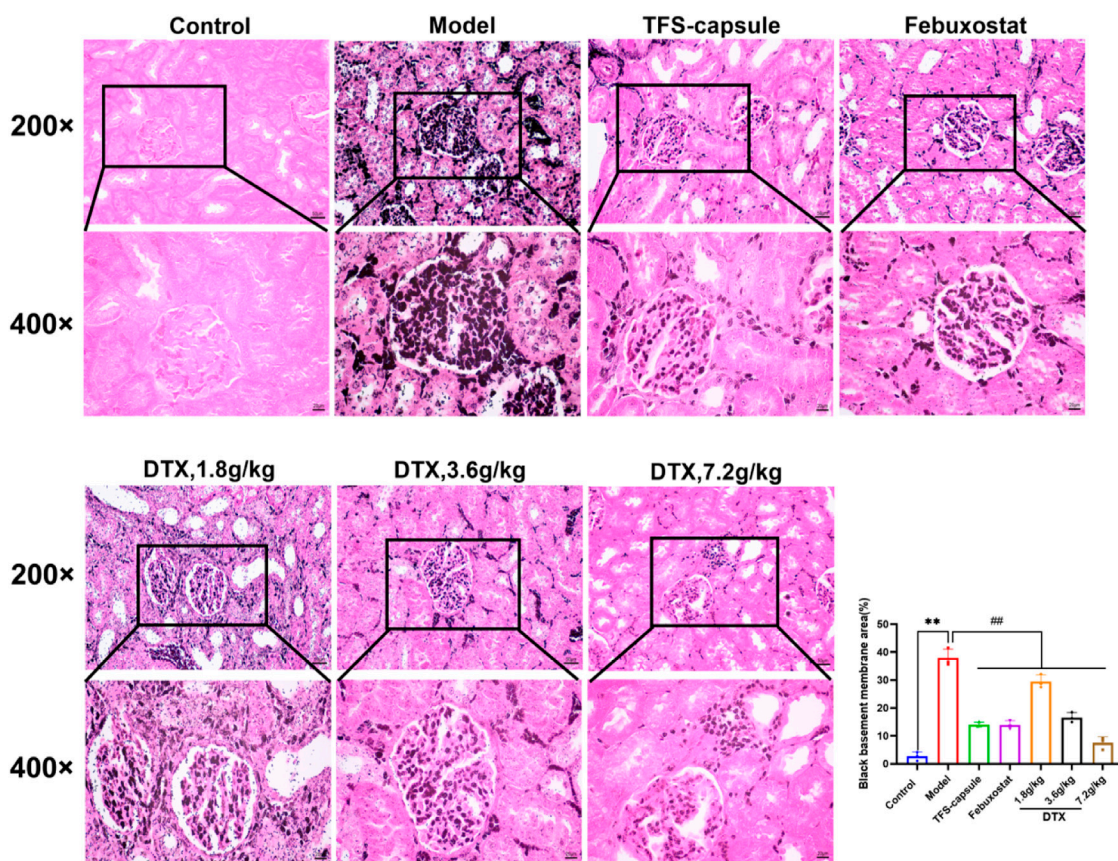 Control Model TFS-capsule Febuxostat
200×
400×
DTX,1.8g/kg DTX,3.6g/kg DTX,7.2g/kg
200×
400×
Black basement membrane area(%)
** ##
50
40
30
20
10
0
Control Model TFS-capsule Febuxostat 1.8g/kg 3.6g/kg 7.2g/kg
DTX